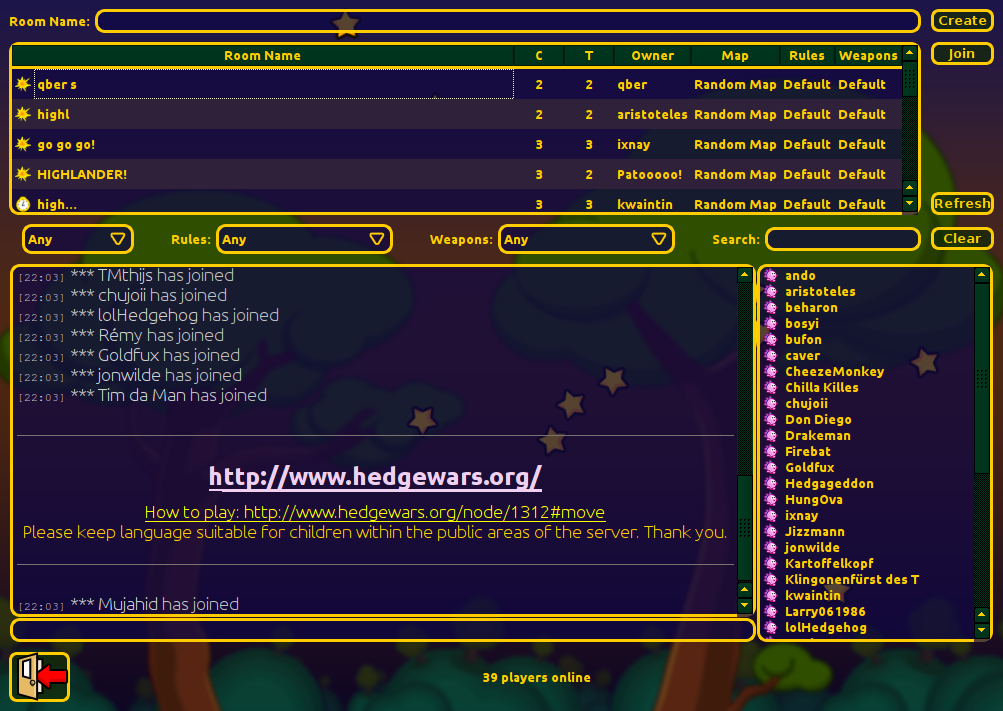 Room Name: Create
Room Name C T Owner Map Rules Weapons Join
qber s 2 2 qber Random Map Default Default
highl 2 2 aristoteles Random Map Default Default
go go go! 3 3 ixnay Random Map Default Default
HIGHLANDER! 3 2 Patooooo! Random Map Default Default
high... 3 3 kwaintin Random Map Default Default
Refresh
Any Rules: Any Weapons: Any Search: Clear
[22:03] *** TMthijs has joined
[22:03] *** chujoii has joined
[22:03] *** lolHedgehog has joined
[22:03] *** Rémy has joined
[22:03] *** Goldfux has joined
[22:03] *** jonwilde has joined
[22:03] *** Tim da Man has joined
http://www.hedgewars.org/
How to play: http://www.hedgewars.org/node/1312#move
Please keep language suitable for children within the public areas of the server. Thank you.
[22:03] *** Mujahid has joined
ando
aristoteles
beharon
bosyi
bufon
caver
CheezeMonkey
Chilla Killes
chujoii
Don Diego
Drakeman
Firebat
Goldfux
Hedgageddon
HungOva
ixnay
Jizzmann
jonwilde
Kartoffelkopf
Klingonenfürst des T
kwaintin
Larry061986
lolHedgehog
39 players online